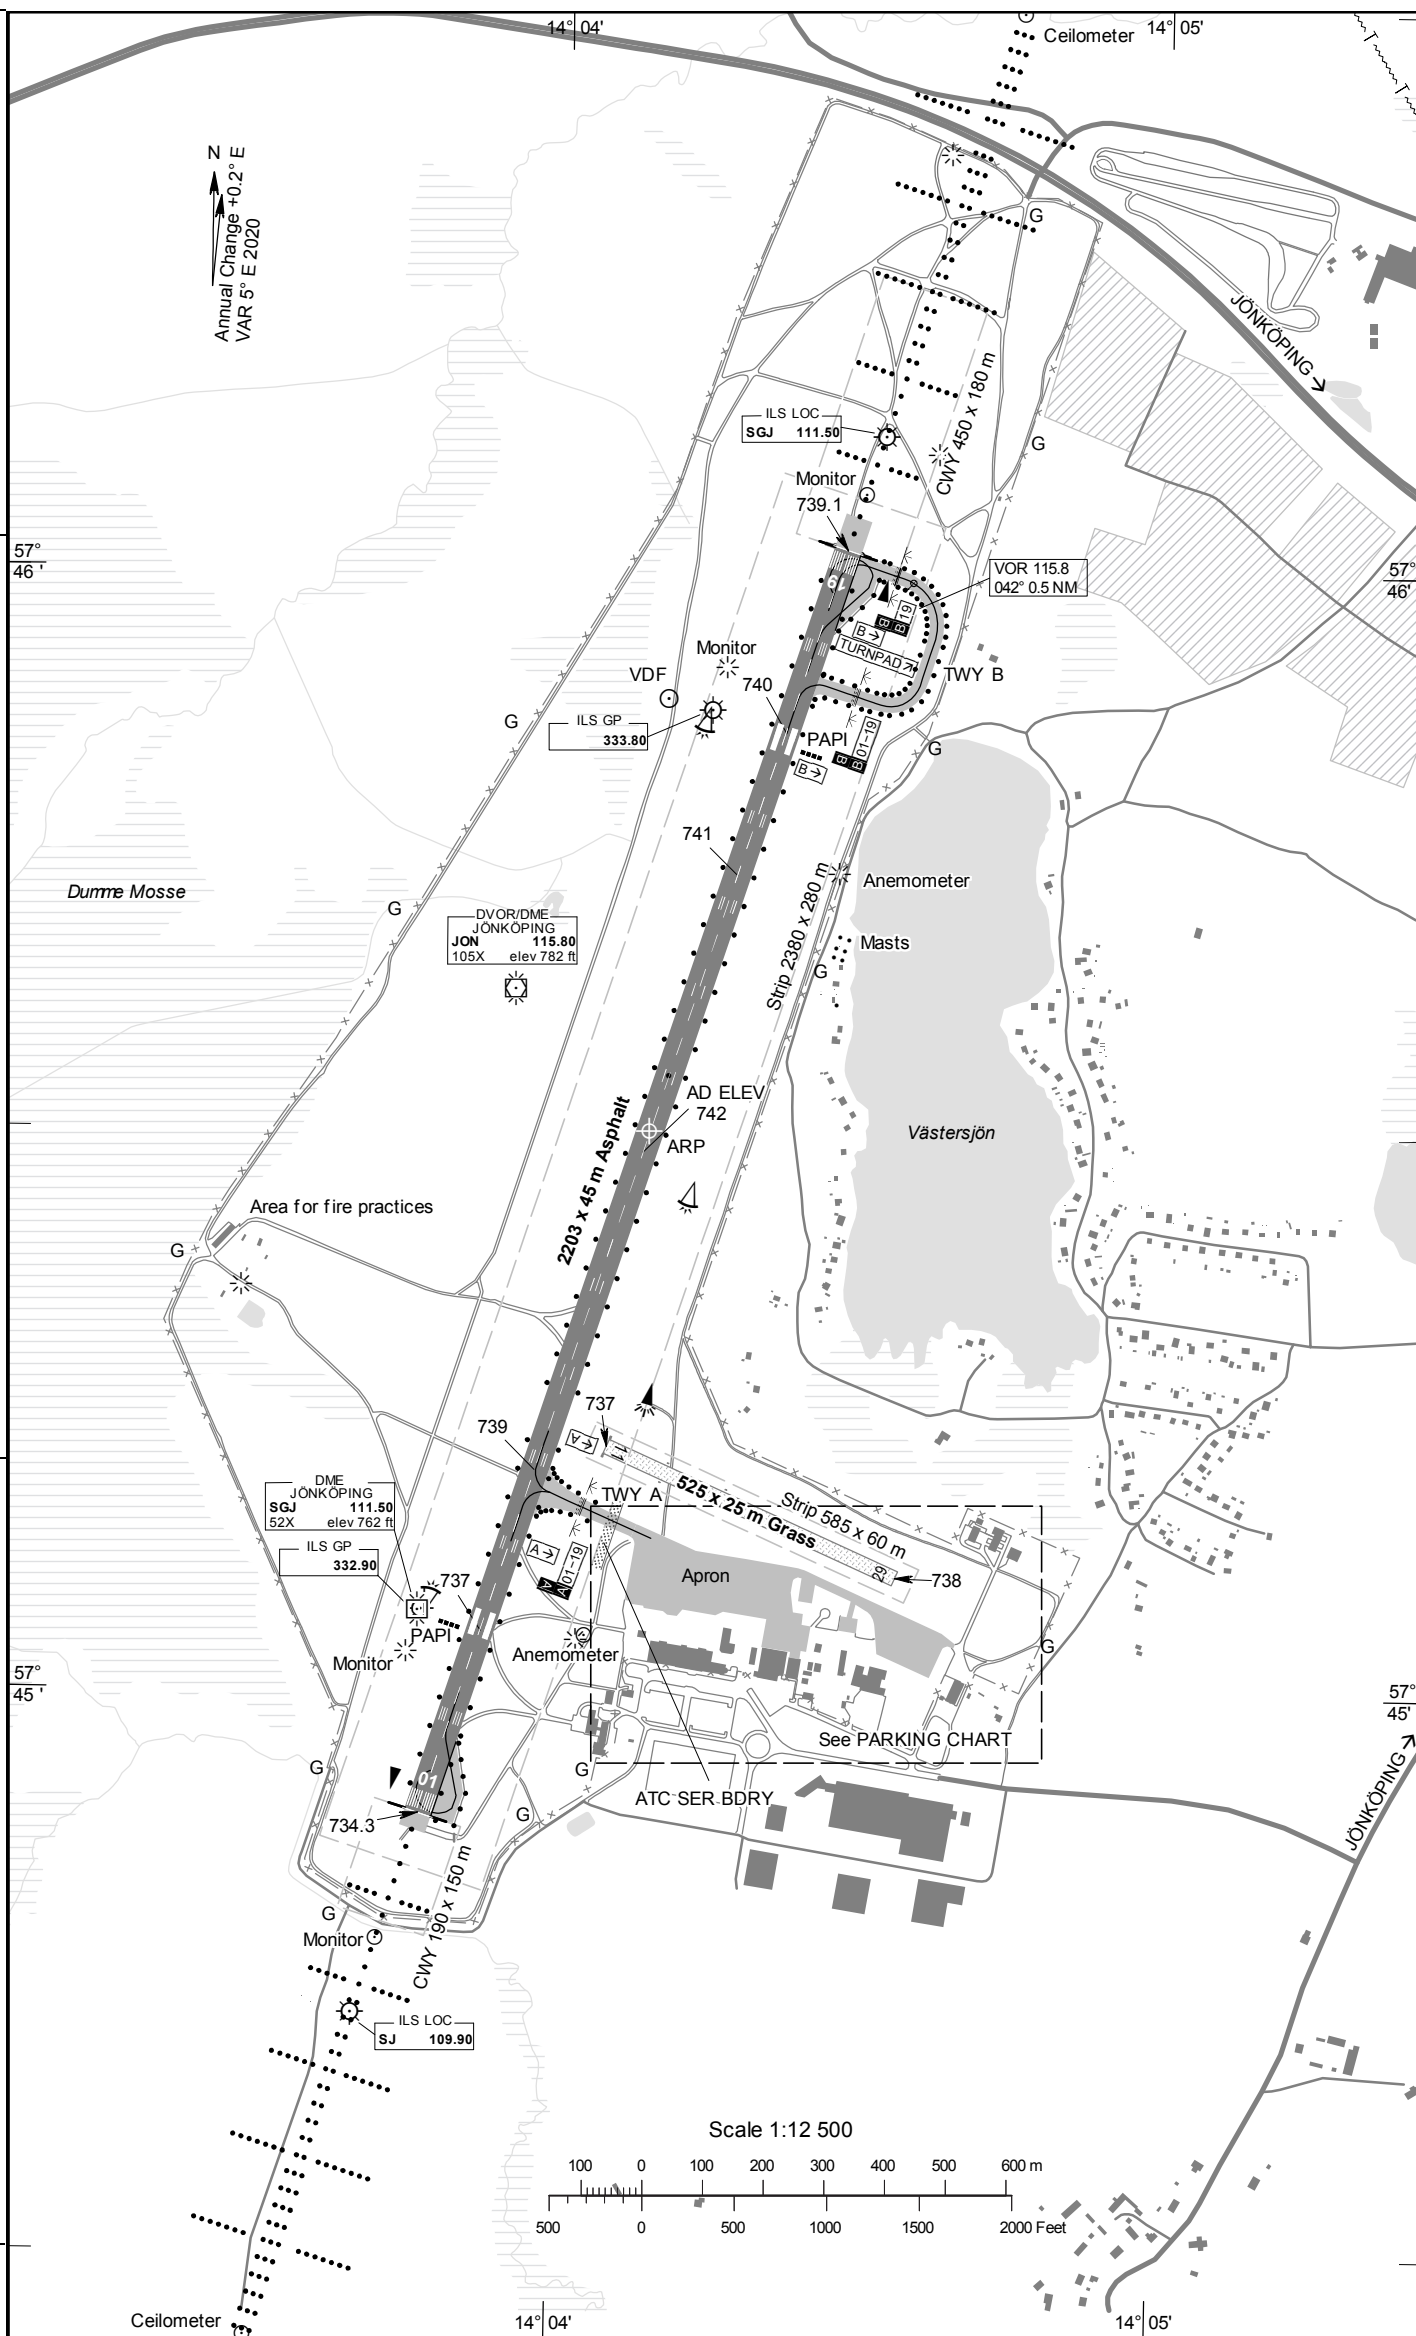 14° 04'
14° 05'
Ceilometer
T
T
N
Annual Change +0.2° E
VAR 5° E 2020
G
JÖNKÖPING
ILS LOC
SGJ 111.50
CWY 450 x 180 m
G
Monitor
739.1
57°
46 '
57°
46'
VOR 115.8
042° 0.5 NM
19
B B 19
B→
TURNPAD↗
Monitor
VDF
740
TWY B
G
ILS GP
333.80
PAPI
B B 01-19
B→
G
741
Strip 2380 x 280 m
Anemometer
Dumme Mosse
G
DVOR/DME
JÖNKÖPING
JON 115.80
105X elev 782 ft
Masts
G
AD ELEV
742
ARP
2203 x 45 m Asphalt
Västersjön
Area for fire practices
G
737
739
←A
11
DME
JÖNKÖPING
SGJ 111.50
52X elev 762 ft
TWY A
525 x 25 m Grass
Strip 585 x 60 m
ILS GP
332.90
A→
A A 01-19
Apron
29
738
737
PAPI
Monitor
Anemometer
G
57°
45 '
57°
45'
See PARKING CHART
G
01
G
ATC SER BDRY
G
734.3
JÖNKÖPING
CWY 190 x 150 m
G
Monitor
ILS LOC
SJ 109.90
Scale 1:12 500
100 0 100 200 300 400 500 600 m
500 0 500 1000 1500 2000 Feet
Ceilometer
14° 04'
14° 05'